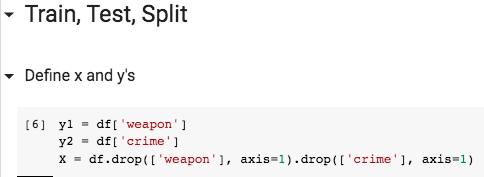 Train, Test, Split
Define x and y's
[6] y1 = df['weapon']
y2 = df['crime']
X = df.drop(['weapon'], axis=1).drop(['crime'], axis=1)